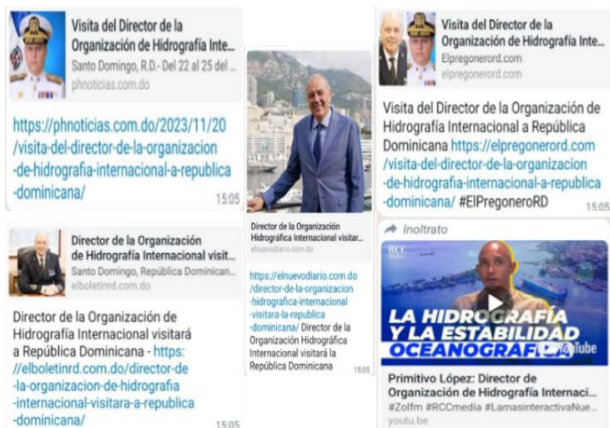 Visita del Director de la
Organización de Hidrografía Inte...
Santo Domingo, R.D.- Del 22 al 25 del ...
phnoticias.com.do
https://phnoticias.com.do/2023/11/20
/visita-del-director-de-la-organizacion
-de-hidrografia-internacional-a-republica
-dominicana/
15:05
Director de la Organización
de Hidrografía Internacional visit...
Santo Domingo, República Dominican...
elboletinrd.com.do
Director de la Organización de
Hidrografía Internacional visitará
a República Dominicana - https:
//elboletinrd.com.do/director-de
-la-organizacion-de-hidrografia
-internacional-visitara-a-republica
-dominicana/
15:05
Director de la Organización
Hidrográfica Internacional visitar...
elnuevodiario.com.do
https://elnuevodiario.com.do
/director-de-la-organizacion
-hidrografica-internacional
-visitara-la-republica
-dominicana/ Director de la
Organización Hidrográfica
Internacional visitará la
República Dominicana
15:05
Visita del Director de la
Organización de Hidrografía Inte...
Elpregonerord.com
elpregonerord.com
Visita del Director de la Organización de
Hidrografía Internacional a República
Dominicana https://elpregonerord.com
/visita-del-director-de-la-organizacion
-de-hidrografia-internacional-a-republica
-dominicana/ #ElPregoneroRD
15:05
Inoltrato
RCC
MEDIA
LA HIDROGRAFÍA
Y LA ESTABILIDAD
OCEANOGRÁFICA
YouTube
Primitivo López: Director de
Organización de Hidrografía Internaci...
#Zolfm #RCCmedia #LamasinteractivaNue...
youtu.be